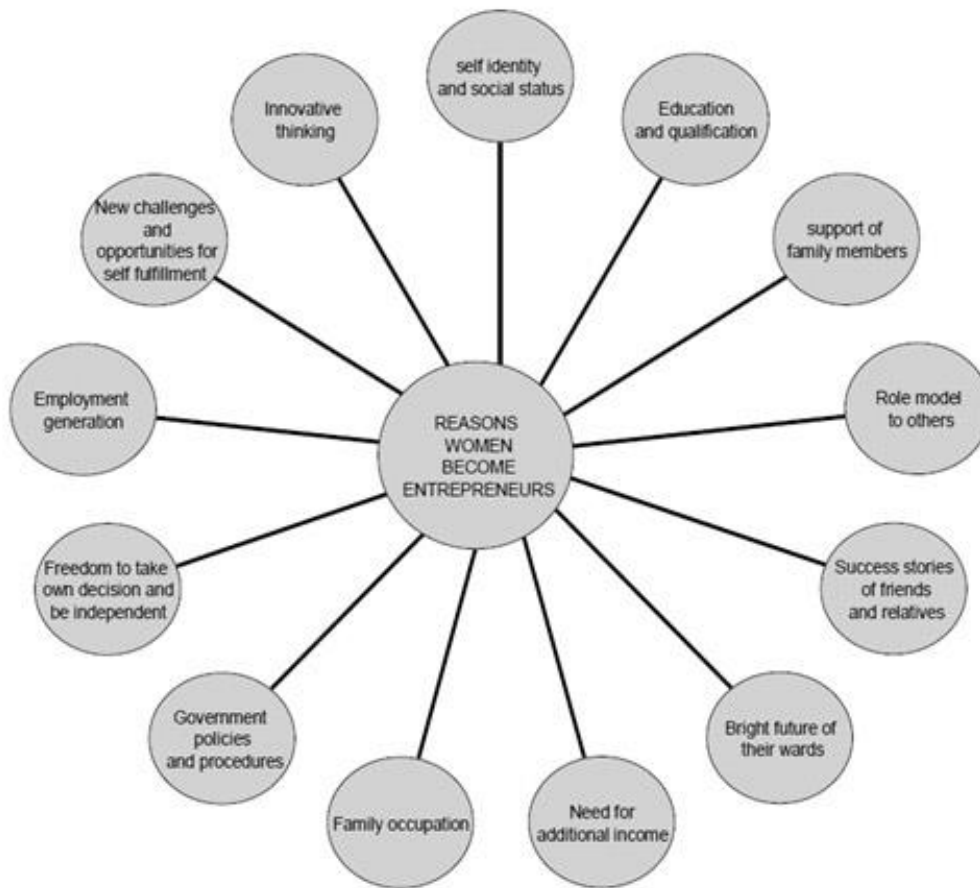 self identity
and social status
Education
and qualification
support of
family members
Role model
to others
Success stories
of friends
and relatives
Bright future of
their wards
Need for
additional income
Family occupation
Government
policies
and procedures
Freedom to take
own decision and
be independent
Employment
generation
New challenges
and
opportunities for
self fulfillment
Innovative
thinking
REASONS
WOMEN
BECOME
ENTREPRENEURS